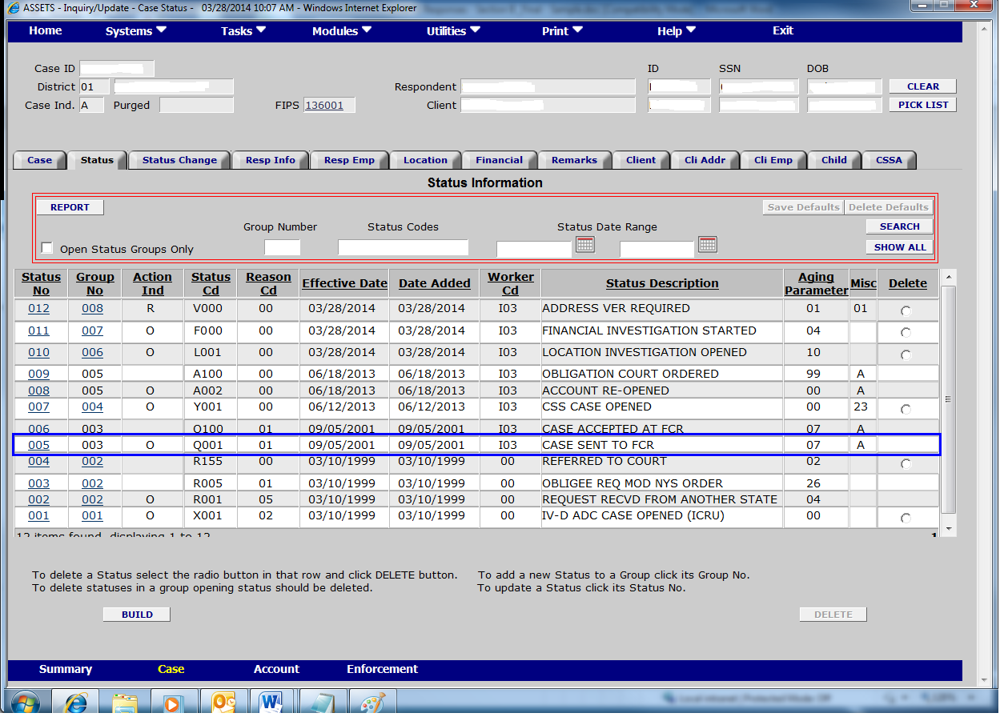 ASSETS - Inquiry/Update - Case Status - 03/28/2014 10:07 AM - Windows Internet Explorer
Home Systems Tasks Modules Utilities Print Help Exit
Case ID ID SSN DOB
District 01 Respondent CLEAR
Case Ind. A Purged FIPS 136001 Client PICK LIST
Case Status Status Change Resp Info Resp Emp Location Financial Remarks Client Cli Addr Cli Emp Child CSSA
Status Information
REPORT Save Defaults Delete Defaults
Group Number Status Codes Status Date Range SEARCH
Open Status Groups Only SHOW ALL
Status No Group No Action Ind Status Cd Reason Cd Effective Date Date Added Worker Cd Status Description Aging Parameter Misc Delete
012 008 R V000 00 03/28/2014 03/28/2014 I03 ADDRESS VER REQUIRED 01 01
011 007 O F000 00 03/28/2014 03/28/2014 I03 FINANCIAL INVESTIGATION STARTED 04
010 006 O L001 00 03/28/2014 03/28/2014 I03 LOCATION INVESTIGATION OPENED 10
009 005 A100 00 06/18/2013 06/18/2013 I03 OBLIGATION COURT ORDERED 99 A
008 005 O A002 00 06/18/2013 06/18/2013 I03 ACCOUNT RE-OPENED 00 A
007 004 O Y001 00 06/12/2013 06/18/2013 I03 CSS CASE OPENED 00 23
006 003 Q100 01 09/05/2001 09/05/2001 I03 CASE ACCEPTED AT FCR 07 A
005 003 O Q001 01 09/05/2001 09/05/2001 I03 CASE SENT TO FCR 07 A
004 002 R155 00 03/10/1999 03/10/1999 00 REFERRED TO COURT 02
003 002 R005 01 03/10/1999 03/10/1999 00 OBLIGEE REQ MOD NYS ORDER 26
002 002 O R001 05 03/10/1999 03/10/1999 00 REQUEST RECVD FROM ANOTHER STATE 04
001 001 O X001 02 03/10/1999 03/10/1999 00 IV-D ADC CASE OPENED (ICRU) 00
12 items found, displaying 1 to 12. 1
To delete a Status select the radio button in that row and click DELETE button. To add a new Status to a Group click its Group No.
To delete statuses in a group opening status should be deleted. To update a Status click its Status No.
BUILD DELETE
Summary Case Account Enforcement